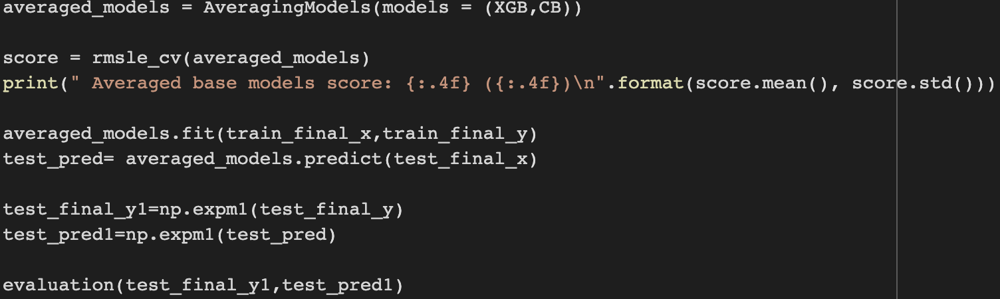 averaged_models = AveragingModels(models = (XGB,CB))
score = rmsle_cv(averaged_models)
print(" Averaged base models score: {:.4f} ({:.4f})\n".format(score.mean(), score.std()))
averaged_models.fit(train_final_x,train_final_y)
test_pred= averaged_models.predict(test_final_x)
test_final_y1=np.expm1(test_final_y)
test_pred1=np.expm1(test_pred)
evaluation(test_final_y1,test_pred1)